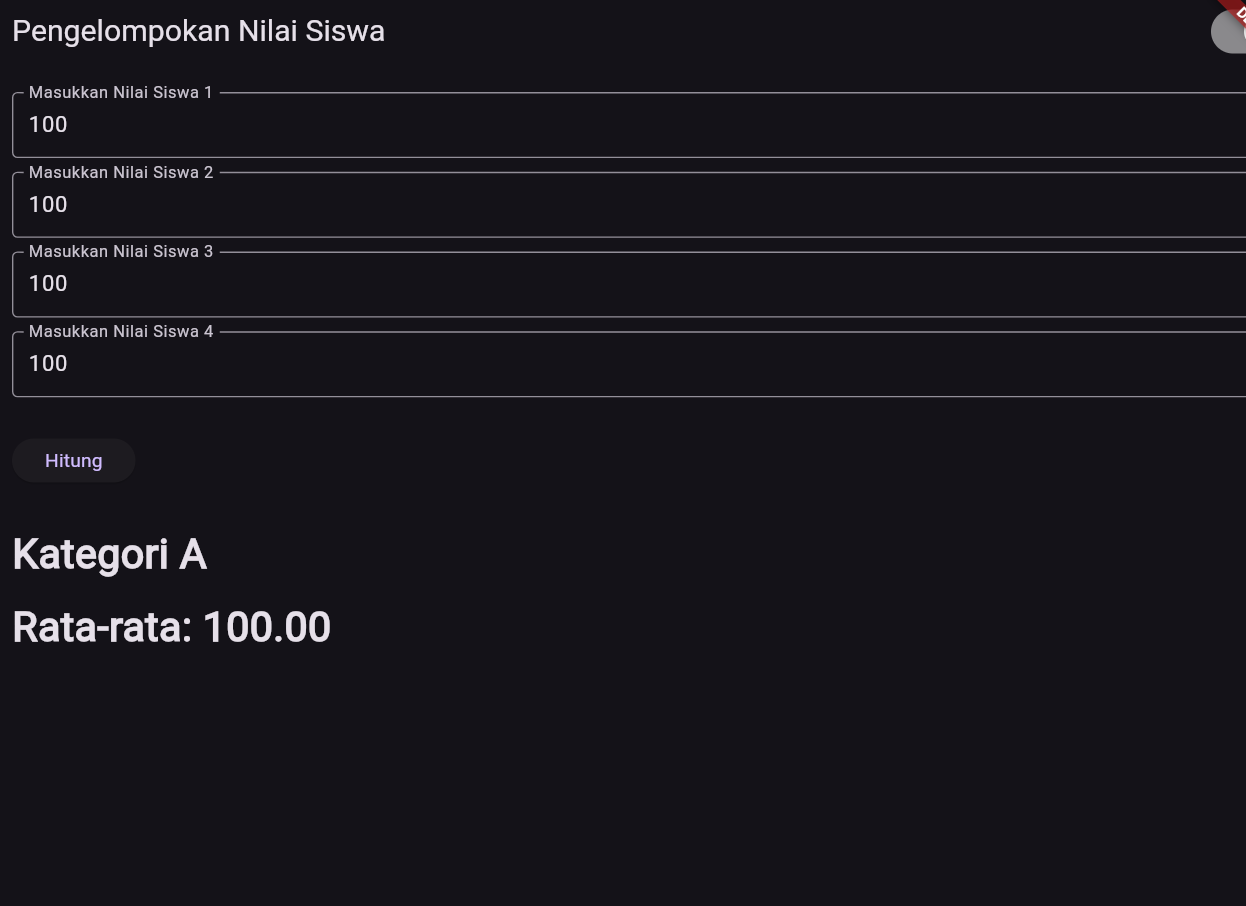 Pengelompokan Nilai Siswa
Masukkan Nilai Siswa 1
100
Masukkan Nilai Siswa 2
100
Masukkan Nilai Siswa 3
100
Masukkan Nilai Siswa 4
100
Hitung
Kategori A
Rata-rata: 100.00